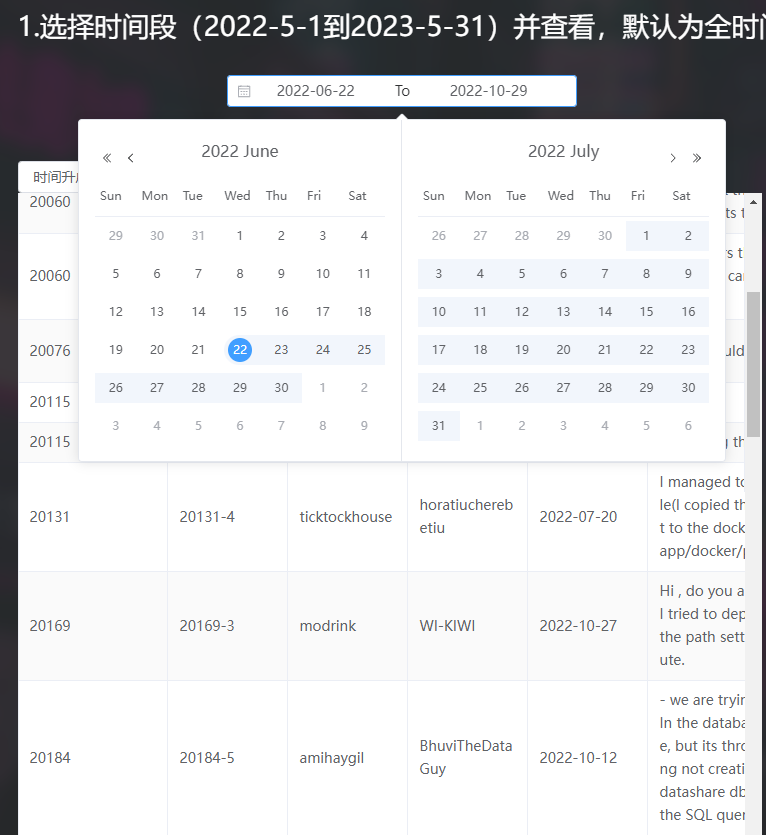 1.选择时间段（2022-5-1到2023-5-31）并查看，默认为全时
2022-06-22 To 2022-10-29
« ‹ 2022 June
2022 July › »
Sun Mon Tue Wed Thu Fri Sat
29 30 31 1 2 3 4
5 6 7 8 9 10 11
12 13 14 15 16 17 18
19 20 21 22 23 24 25
26 27 28 29 30 1 2
3 4 5 6 7 8 9
Sun Mon Tue Wed Thu Fri Sat
26 27 28 29 30 1 2
3 4 5 6 7 8 9
10 11 12 13 14 15 16
17 18 19 20 21 22 23
24 25 26 27 28 29 30
31 1 2 3 4 5 6
时间升
20060
20060
20076
20115
20115
20131 20131-4 ticktockhouse horatiuchereb
etiu
2022-07-20
I managed to
le(I copied th
t to the dock
app/docker/p
20169 20169-3 modrink WI-KIWI 2022-10-27
Hi , do you a
I tried to dep
the path sett
ute.
20184 20184-5 amihaygil BhuviTheData
Guy
2022-10-12
- we are tryin
In the databa
e, but its thro
ng not creati
datashare db
the SQL quer